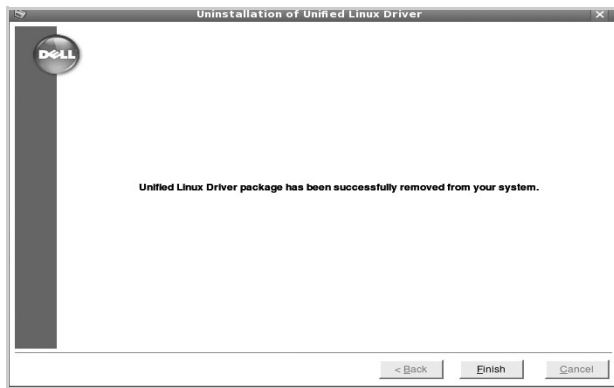 Uninstallation of Unified Linux Driver
DELL
Unified Linux Driver package has been successfully removed from your system.
< Back
Finish
Cancel